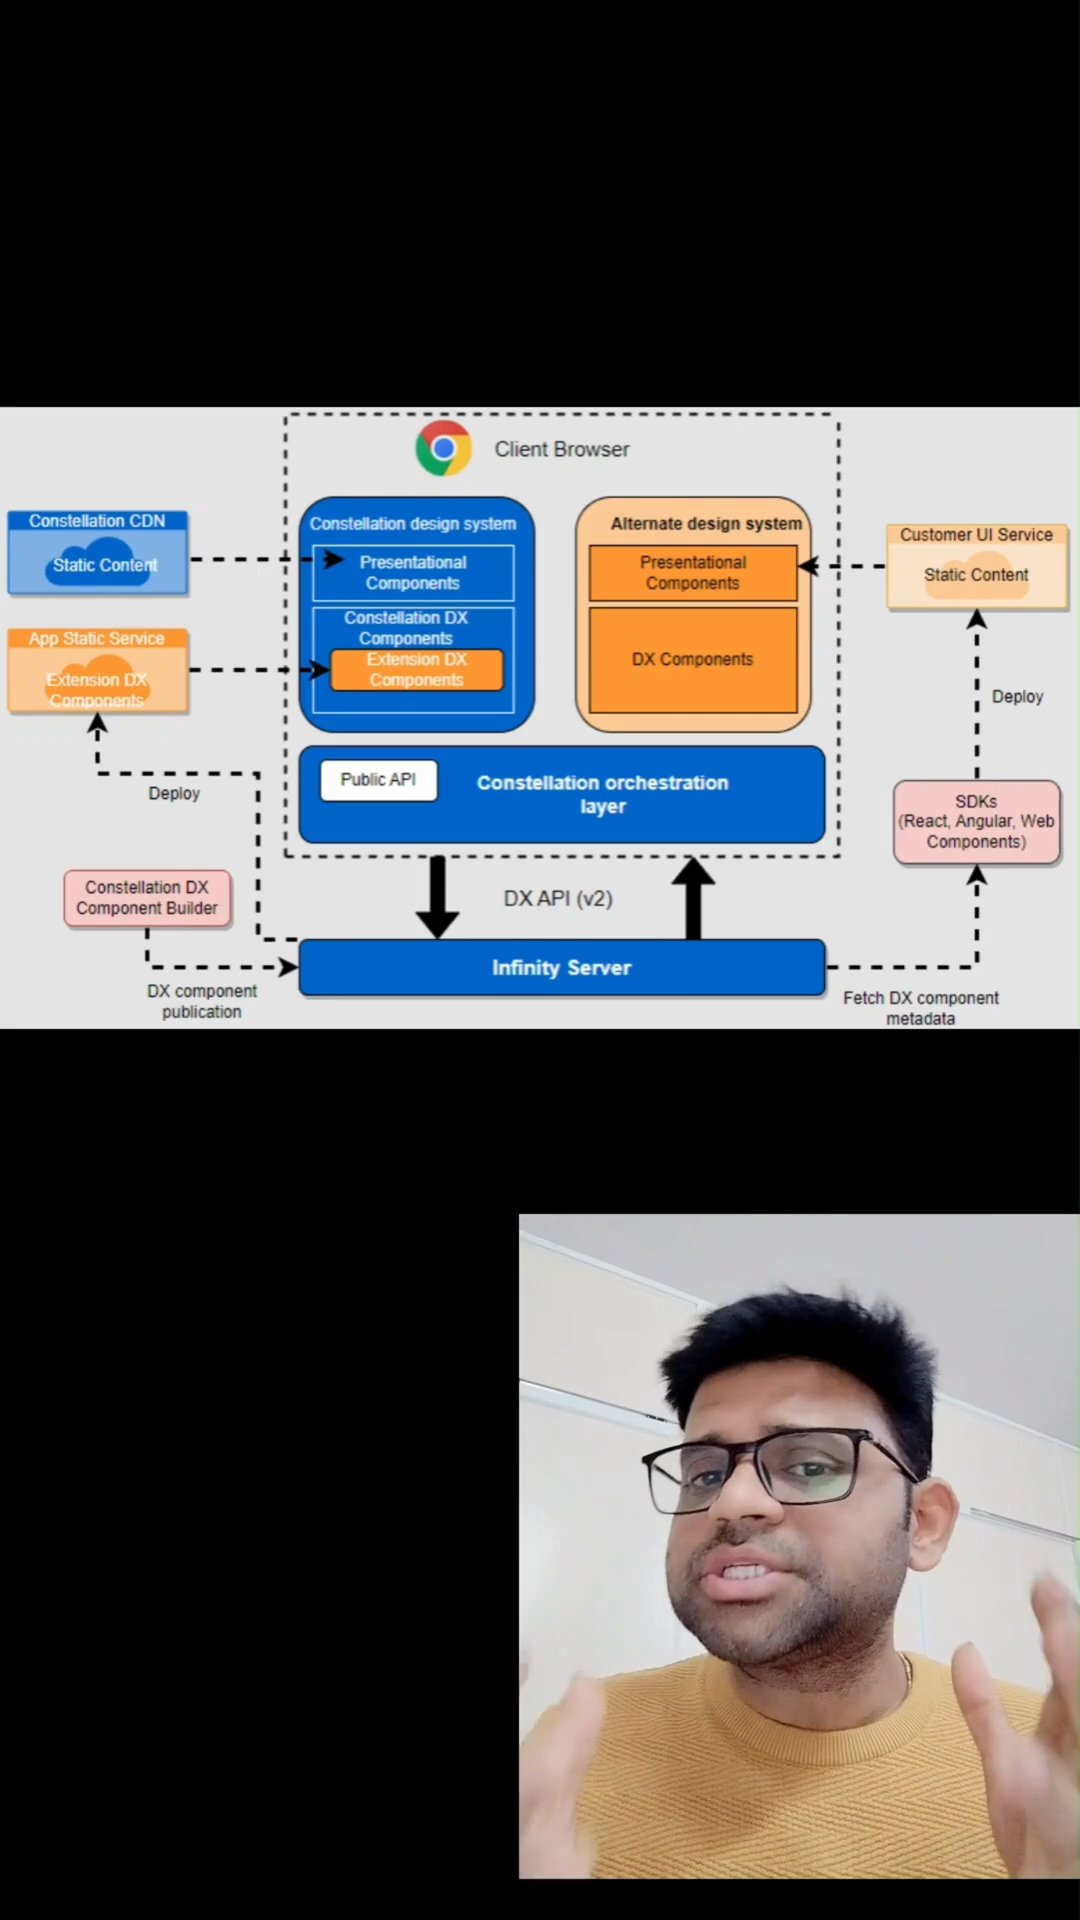 Client Browser
Constellation CDN
Static Content
App Static Service
Extension DX
Components
Deploy
Constellation DX
Component Builder
DX component
publication
Constellation design system
Presentational
Components
Constellation DX
Components
Extension DX
Components
Alternate design system
Presentational
Components
DX Components
Public API
Constellation orchestration
layer
DX API (v2)
Infinity Server
Customer UI Service
Static Content
Deploy
SDKs
(React, Angular, Web
Components)
Fetch DX component
metadata